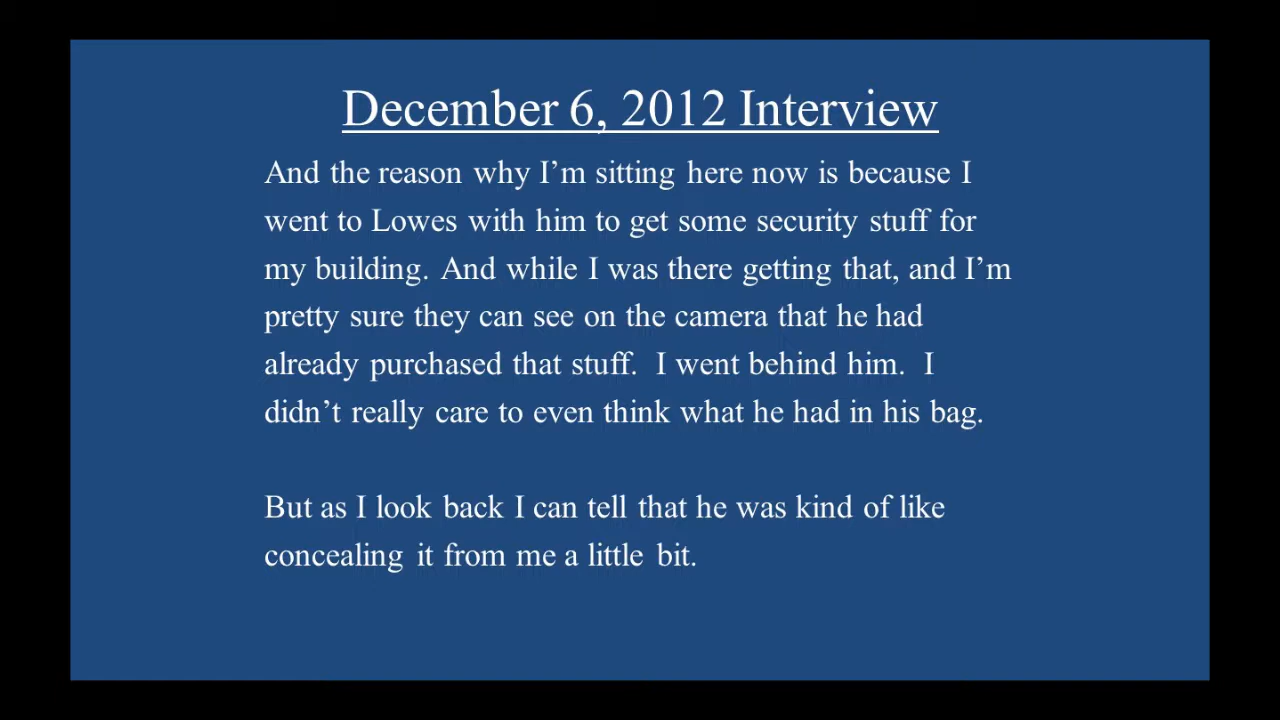 December 6, 2012 Interview
And the reason why I’m sitting here now is because I
went to Lowes with him to get some security stuff for
my building. And while I was there getting that, and I’m
pretty sure they can see on the camera that he had
already purchased that stuff.  I went behind him.  I
didn’t really care to even think what he had in his bag.
But as I look back I can tell that he was kind of like
concealing it from me a little bit.